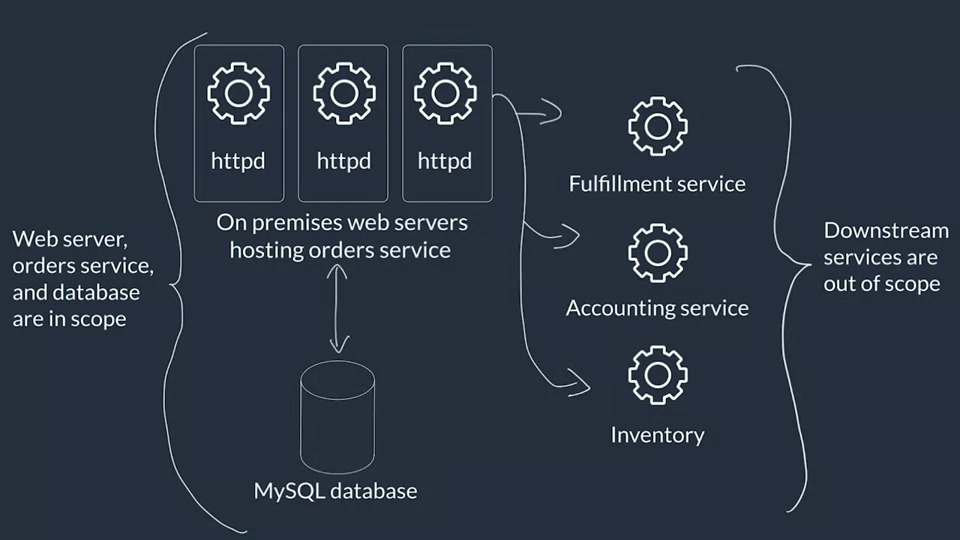 httpd
httpd
httpd
On premises web servers
hosting orders service
Web server,
orders service,
and database
are in scope
MySQL database
Fulfillment service
Accounting service
Inventory
Downstream
services are
out of scope